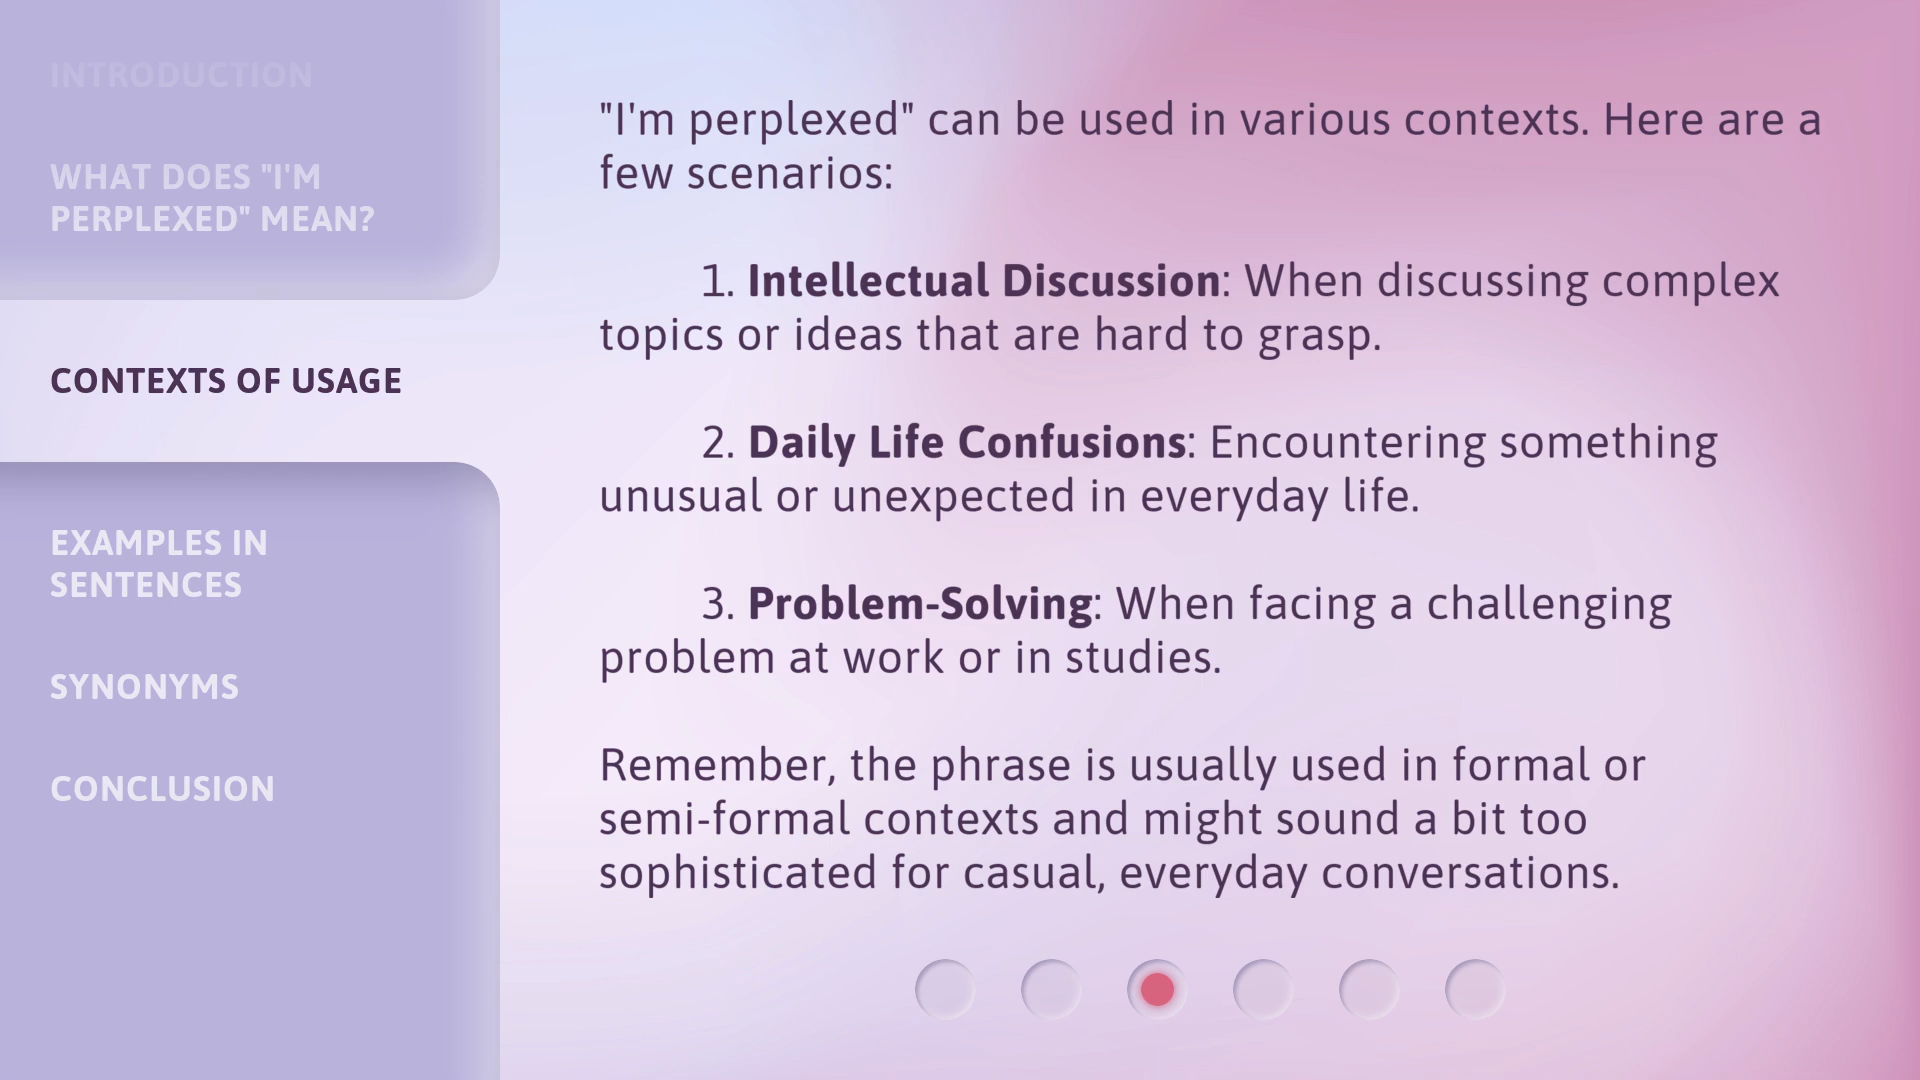 INTRODUCTION
WHAT DOES "I'M
PERPLEXED" MEAN?
CONTEXTS OF USAGE
EXAMPLES IN
SENTENCES
SYNONYMS
CONCLUSION
"I'm perplexed" can be used in various contexts. Here are a
few scenarios:
1. Intellectual Discussion: When discussing complex
topics or ideas that are hard to grasp.
2. Daily Life Confusions: Encountering something
unusual or unexpected in everyday life.
3. Problem-Solving: When facing a challenging
problem at work or in studies.
Remember, the phrase is usually used in formal or
semi-formal contexts and might sound a bit too
sophisticated for casual, everyday conversations.